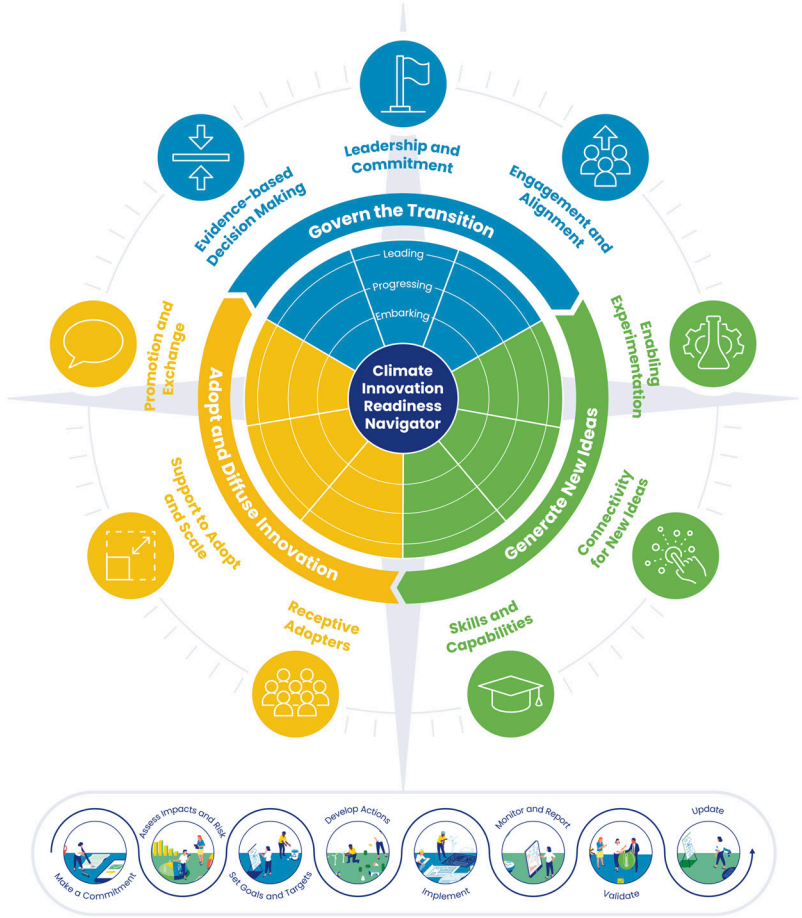 Leadership and
Commitment
Evidence-based
Decision Making
Engagement and
Alignment
Govern the Transition
Leading
Progressing
Embarking
Promotion and
Exchange
Enabling
Experimentation
Climate
Innovation
Readiness
Navigator
Adopt and Diffuse Innovation
Generate New Ideas
Support to Adopt
and Scale
Connectivity
for New Ideas
Receptive
Adopters
Skills and
Capabilities
Make a Commitment
Assess Impacts and Risk
Set Goals and Targets
Develop Actions
Implement
Monitor and Report
Validate
Update